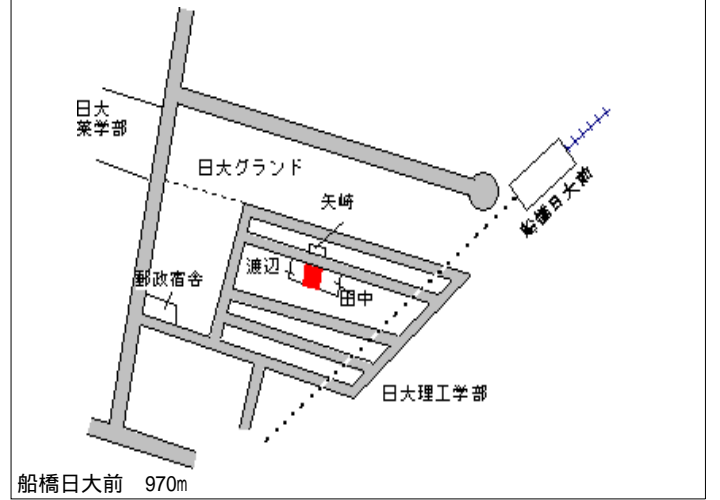 日大
薬学部
日大グランド
矢崎
船橋日大前
渡辺
田中
郵政宿舎
日大理工学部
船橋日大前 970m